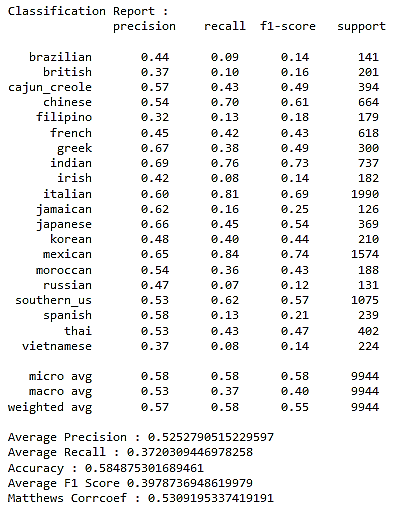 Classification Report :
precision recall f1-score support
brazilian 0.44 0.09 0.14 141
british 0.37 0.10 0.16 201
cajun_creole 0.57 0.43 0.49 394
chinese 0.54 0.70 0.61 664
filipino 0.32 0.13 0.18 179
french 0.45 0.42 0.43 618
greek 0.67 0.38 0.49 300
indian 0.69 0.76 0.73 737
irish 0.42 0.08 0.14 182
italian 0.60 0.81 0.69 1990
jamaican 0.62 0.16 0.25 126
japanese 0.66 0.45 0.54 369
korean 0.48 0.40 0.44 210
mexican 0.65 0.84 0.74 1574
moroccan 0.54 0.36 0.43 188
russian 0.47 0.07 0.12 131
southern_us 0.53 0.62 0.57 1075
spanish 0.58 0.13 0.21 239
thai 0.53 0.43 0.47 402
vietnamese 0.37 0.08 0.14 224
micro avg 0.58 0.58 0.58 9944
macro avg 0.53 0.37 0.40 9944
weighted avg 0.57 0.58 0.55 9944
Average Precision : 0.5252790515229597
Average Recall : 0.3720309446978258
Accuracy : 0.584875301689461
Average F1 Score 0.3978736948619979
Matthews Corrcoef : 0.5309195337419191